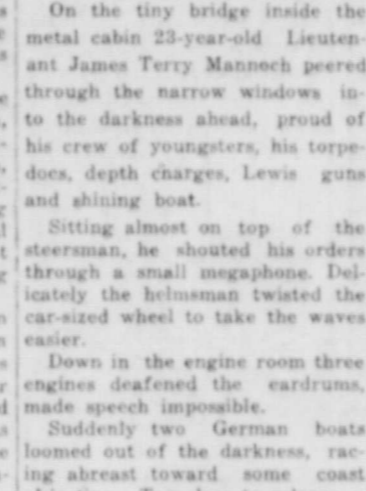 On the tiny bridge inside the
metal cabin 23-year-old Lieuten-
ant James Terry Mannoch peered
through the narrow windows in-
to the darkness ahead, proud of
his crew of youngsters, his torpe-
does, depth charges, Lewis guns
and shining boat.
Sitting almost on top of the
steersman, he shouted his orders
through a small megaphone. Del-
icately the helmsman twisted the
car-sized wheel to take the waves
easier.
Down in the engine room three
engines deafened the eardrums,
made speech impossible.
Suddenly two German boats
loomed out of the darkness, rac-
ing abreast toward some coast